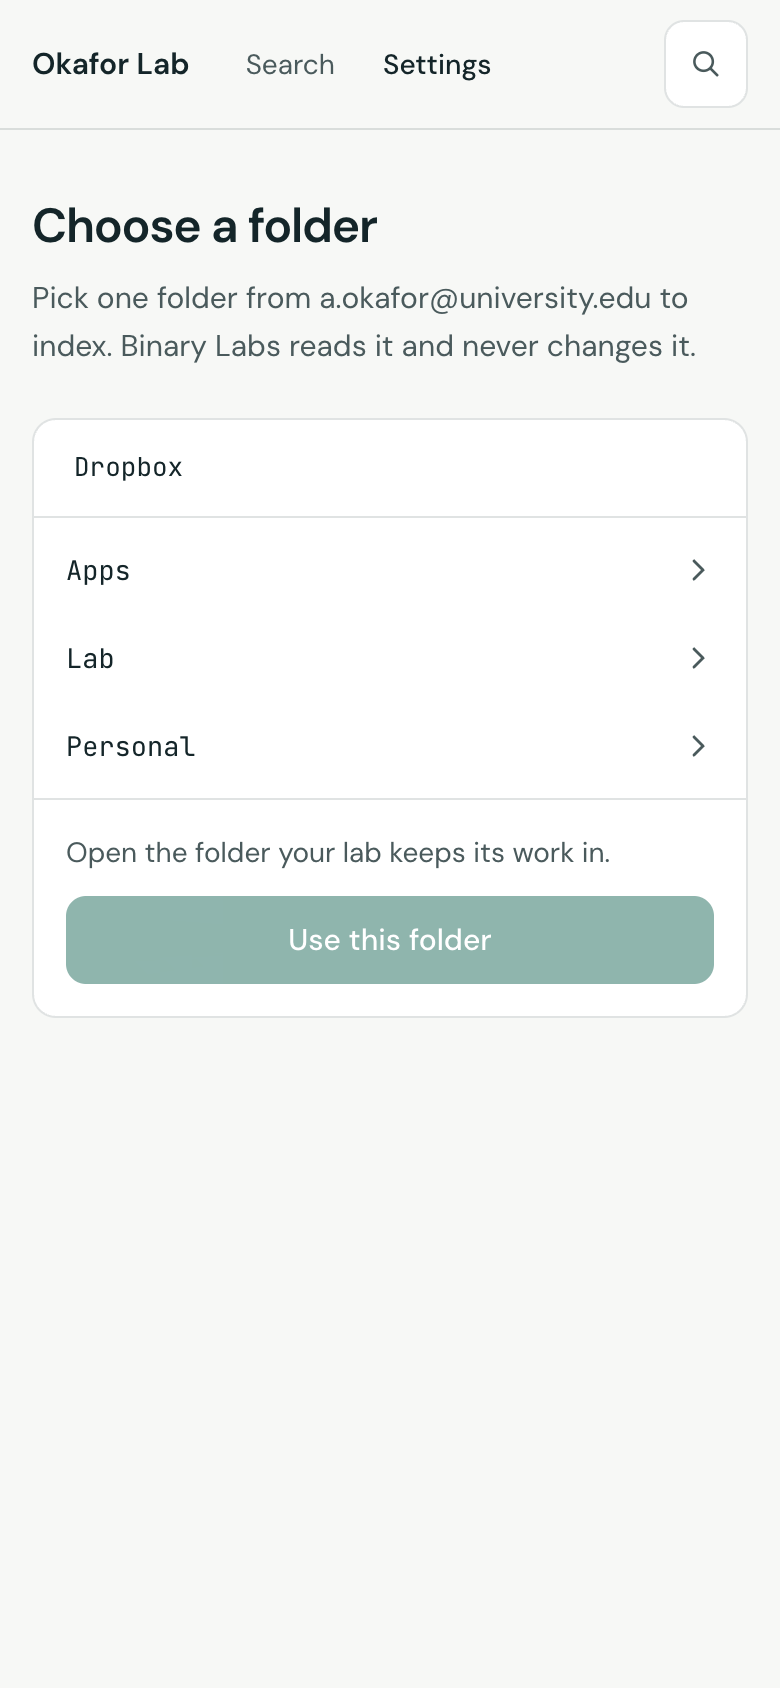 Okafor Lab Search Settings
Choose a folder
Pick one folder from a.okafor@university.edu to
index. Binary Labs reads it and never changes it.
Dropbox
Apps
Lab
Personal
Open the folder your lab keeps its work in.
Use this folder